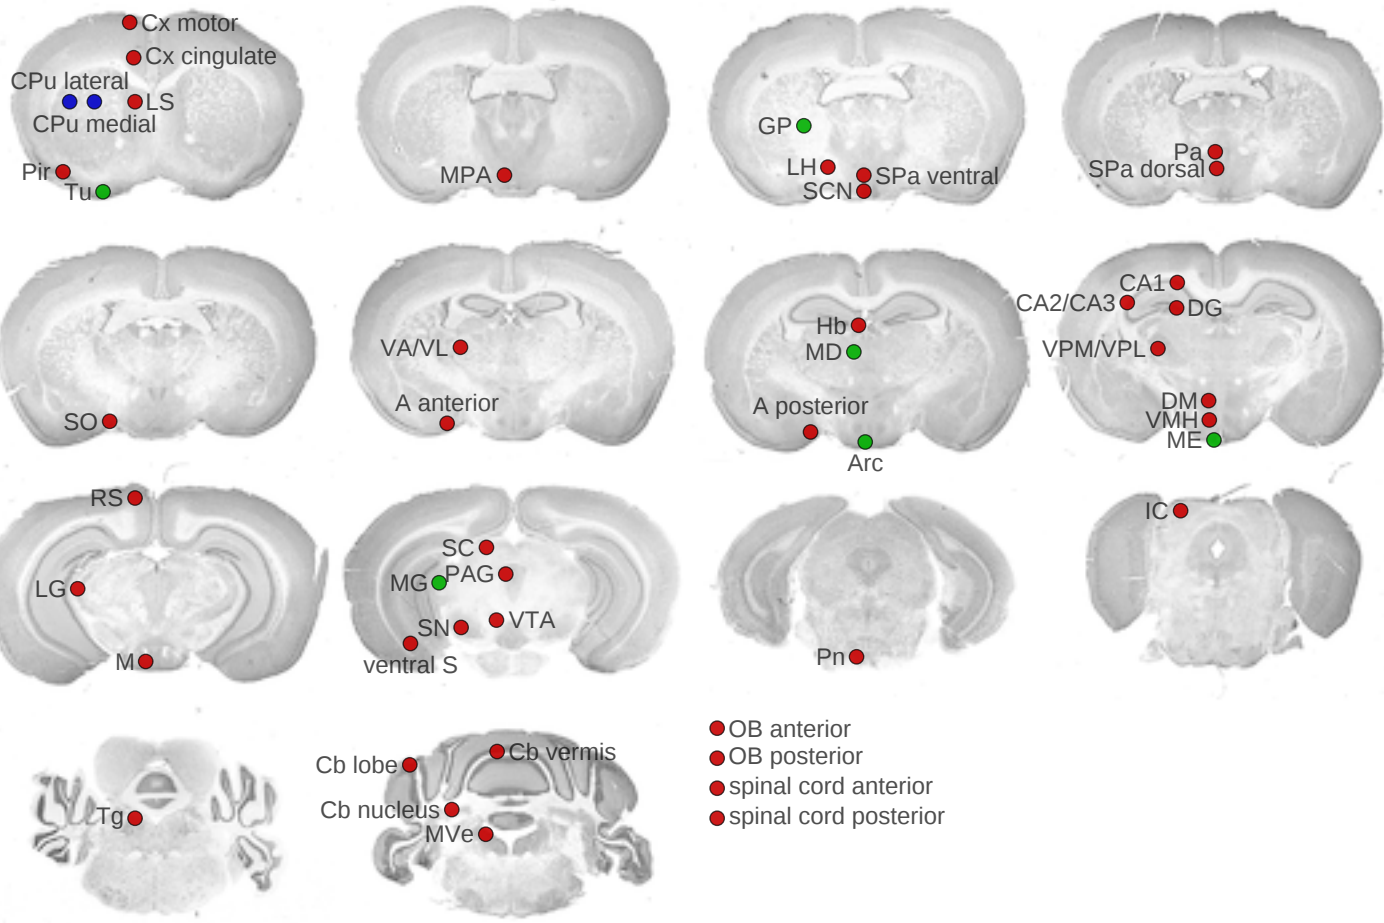 Cx motor
Cx cingulate
CPu lateral
LS
CPu medial
Pir
Tu
MPA
GP
LH
SPa ventral
SCN
Pa
SPa dorsal
SO
VA/VL
A anterior
Hb
MD
A posterior
Arc
CA1
CA2/CA3
DG
VPM/VPL
DM
VMH
ME
RS
LG
M
SC
MG
PAG
SN
VTA
ventral S
Pn
IC
Tg
Cb vermis
Cb lobe
Cb nucleus
MVe
OB anterior
OB posterior
spinal cord anterior
spinal cord posterior